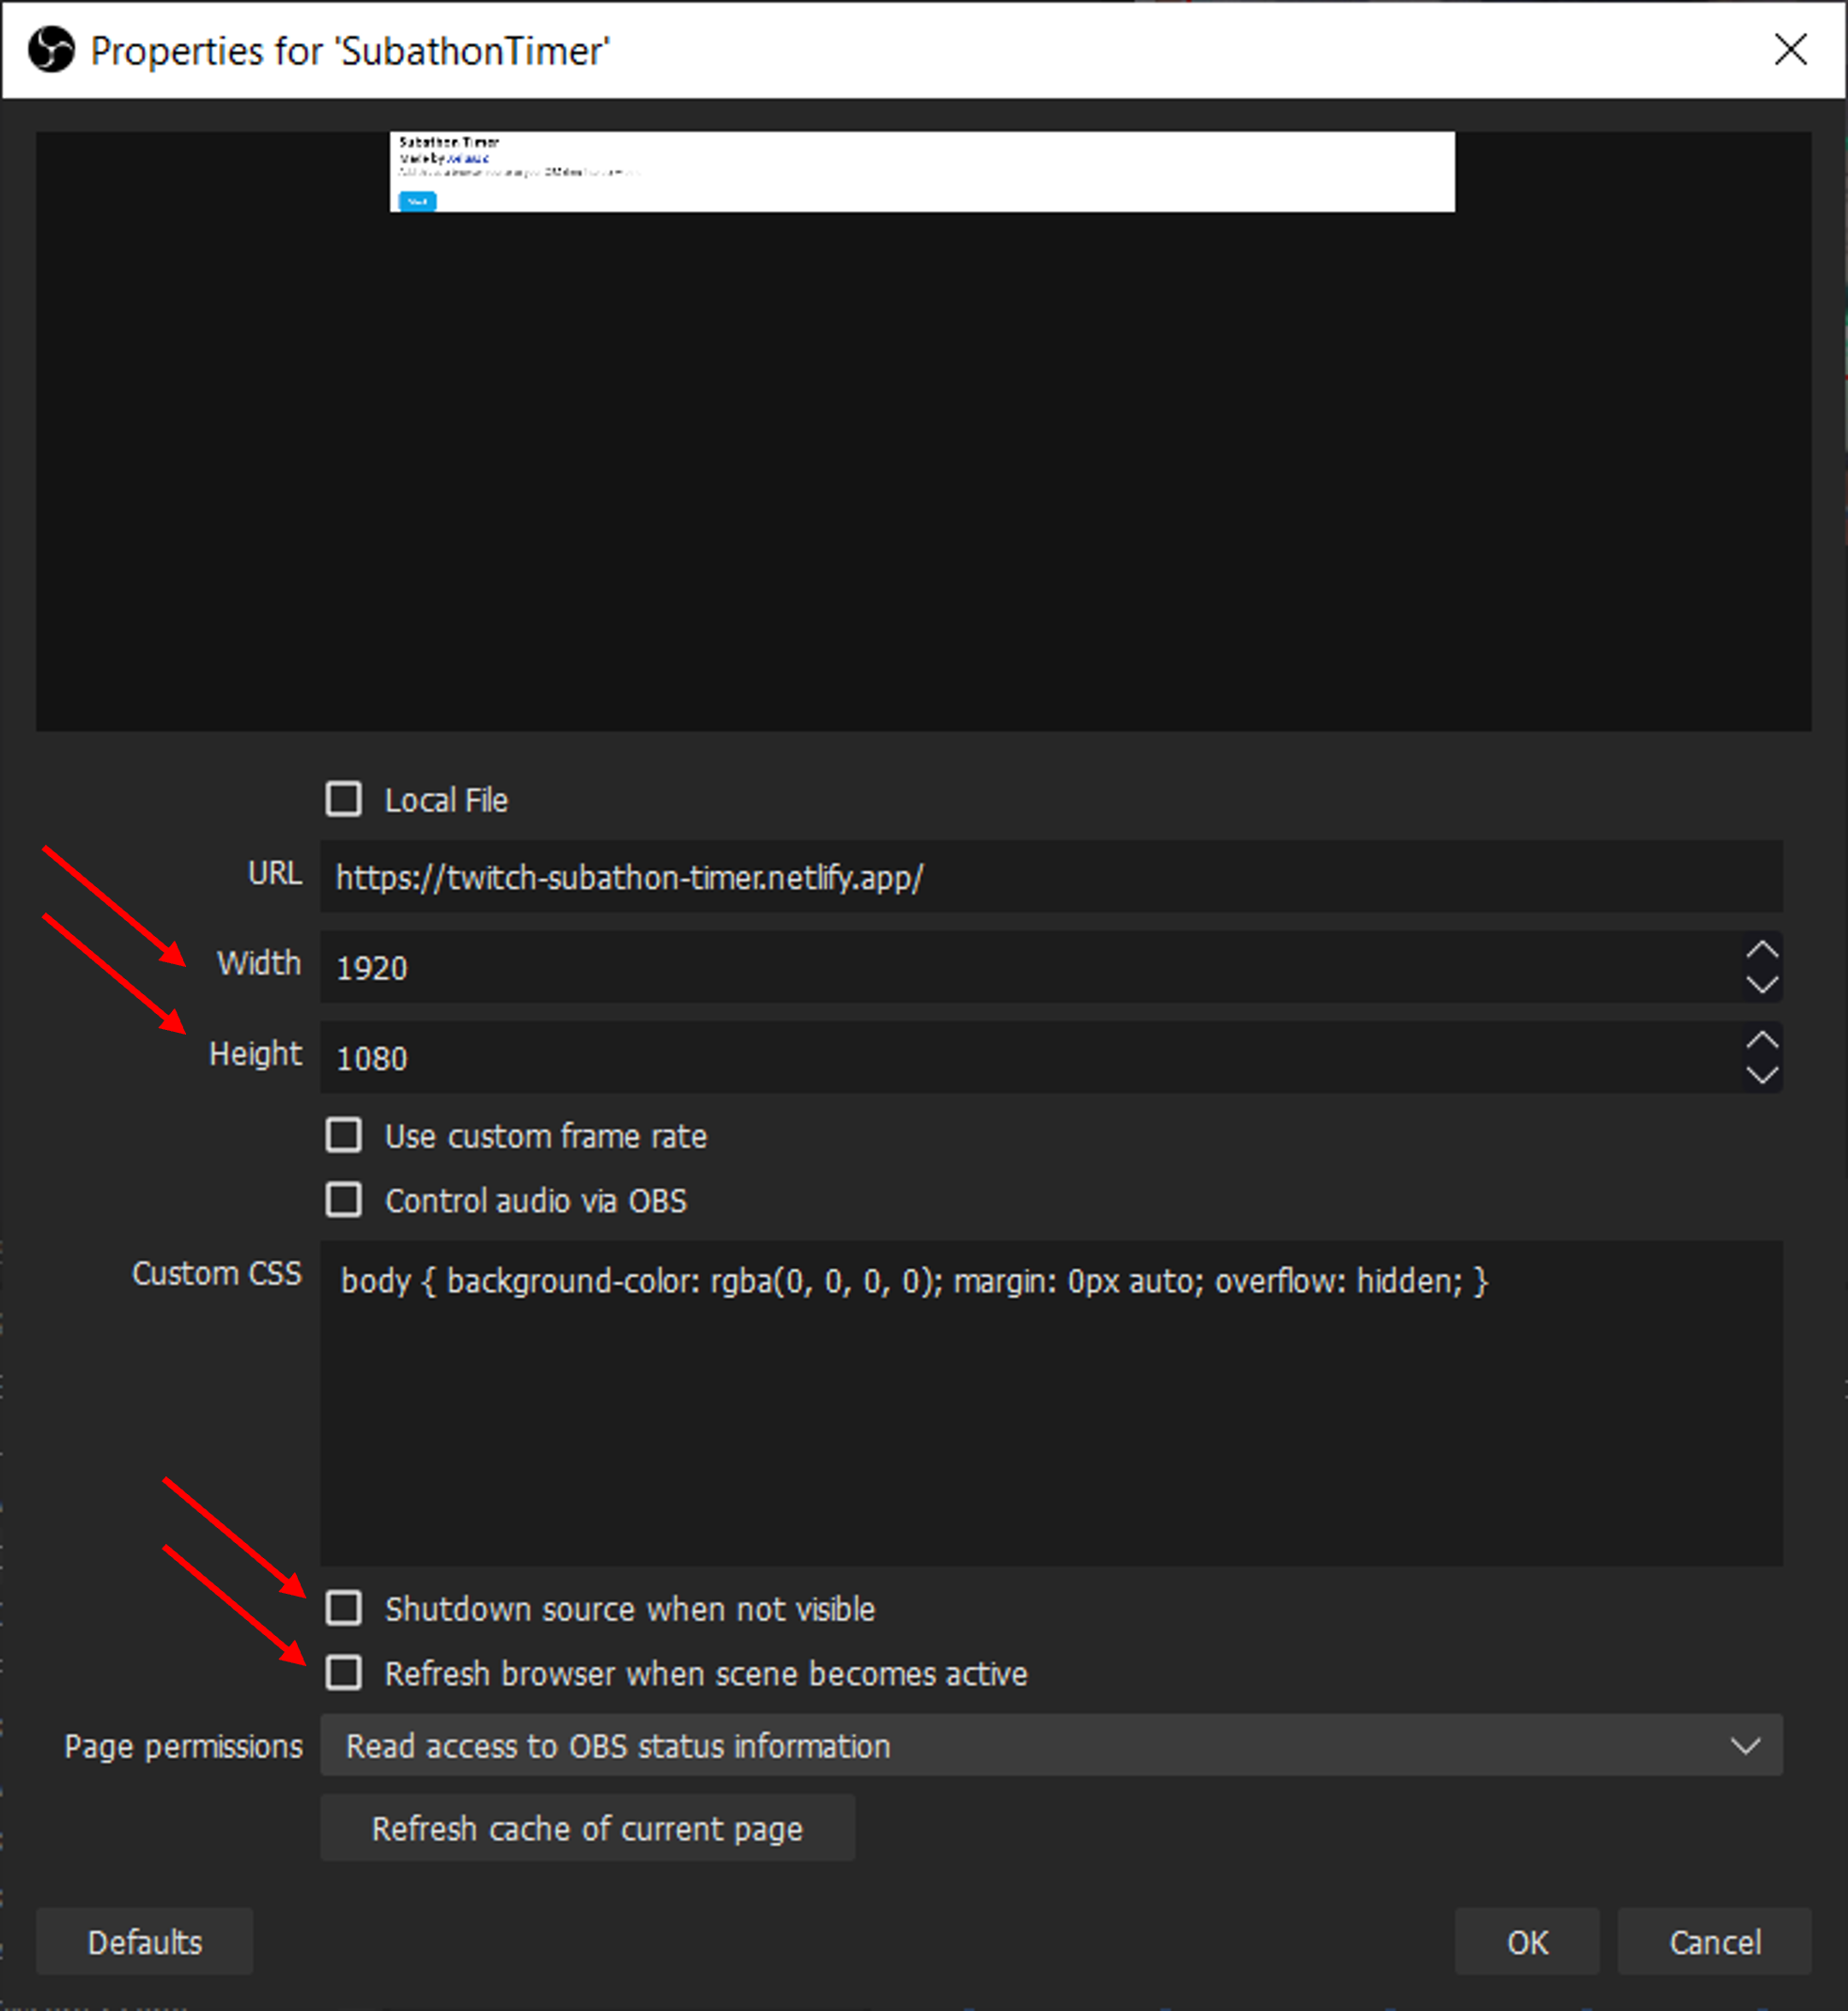 Properties for 'SubathonTimer'
Subathon Timer
Made by
Start
Local File
URL
https://twitch-subathon-timer.netlify.app/
Width
1920
Height
1080
Use custom frame rate
Control audio via OBS
Custom CSS
body { background-color: rgba(0, 0, 0, 0); margin: 0px auto; overflow: hidden; }
Shutdown source when not visible
Refresh browser when scene becomes active
Page permissions
Read access to OBS status information
Refresh cache of current page
Defaults
OK
Cancel